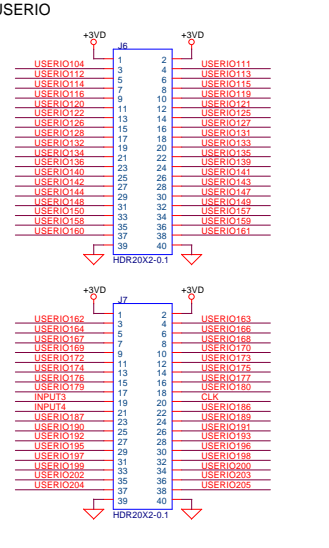 USERIO
+3VD +3VD
J6
1 2
USERIO104 3 4 USERIO111
USERIO112 5 6 USERIO113
USERIO114 7 8 USERIO115
USERIO116 9 10 USERIO119
USERIO120 11 12 USERIO121
USERIO122 13 14 USERIO125
USERIO126 15 16 USERIO127
USERIO128 17 18 USERIO131
USERIO132 19 20 USERIO133
USERIO134 21 22 USERIO135
USERIO136 23 24 USERIO139
USERIO140 25 26 USERIO141
USERIO142 27 28 USERIO143
USERIO144 29 30 USERIO147
USERIO148 31 32 USERIO149
USERIO150 33 34 USERIO157
USERIO158 35 36 USERIO159
USERIO160 37 38 USERIO161
39 40
HDR20X2-0.1
+3VD +3VD
J7
1 2
USERIO162 3 4 USERIO163
USERIO164 5 6 USERIO166
USERIO167 7 8 USERIO168
USERIO169 9 10 USERIO170
USERIO172 11 12 USERIO173
USERIO174 13 14 USERIO175
USERIO176 15 16 USERIO177
USERIO179 17 18 USERIO180
INPUT3 19 20 CLK
INPUT4 21 22 USERIO186
USERIO187 23 24 USERIO189
USERIO190 25 26 USERIO191
USERIO192 27 28 USERIO193
USERIO195 29 30 USERIO196
USERIO197 31 32 USERIO198
USERIO199 33 34 USERIO200
USERIO202 35 36 USERIO203
USERIO204 37 38 USERIO205
39 40
HDR20X2-0.1